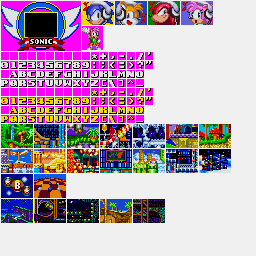 SONIC
*+,-./"
0123456789:;<=>?"
ABCDEFGHIJKLMNO
PQRSTUVWXYZ[\]^
*+,-./"
0123456789:;<=>?"
ABCDEFGHIJKLMNO
PQRSTUVWXYZ[\]^
B